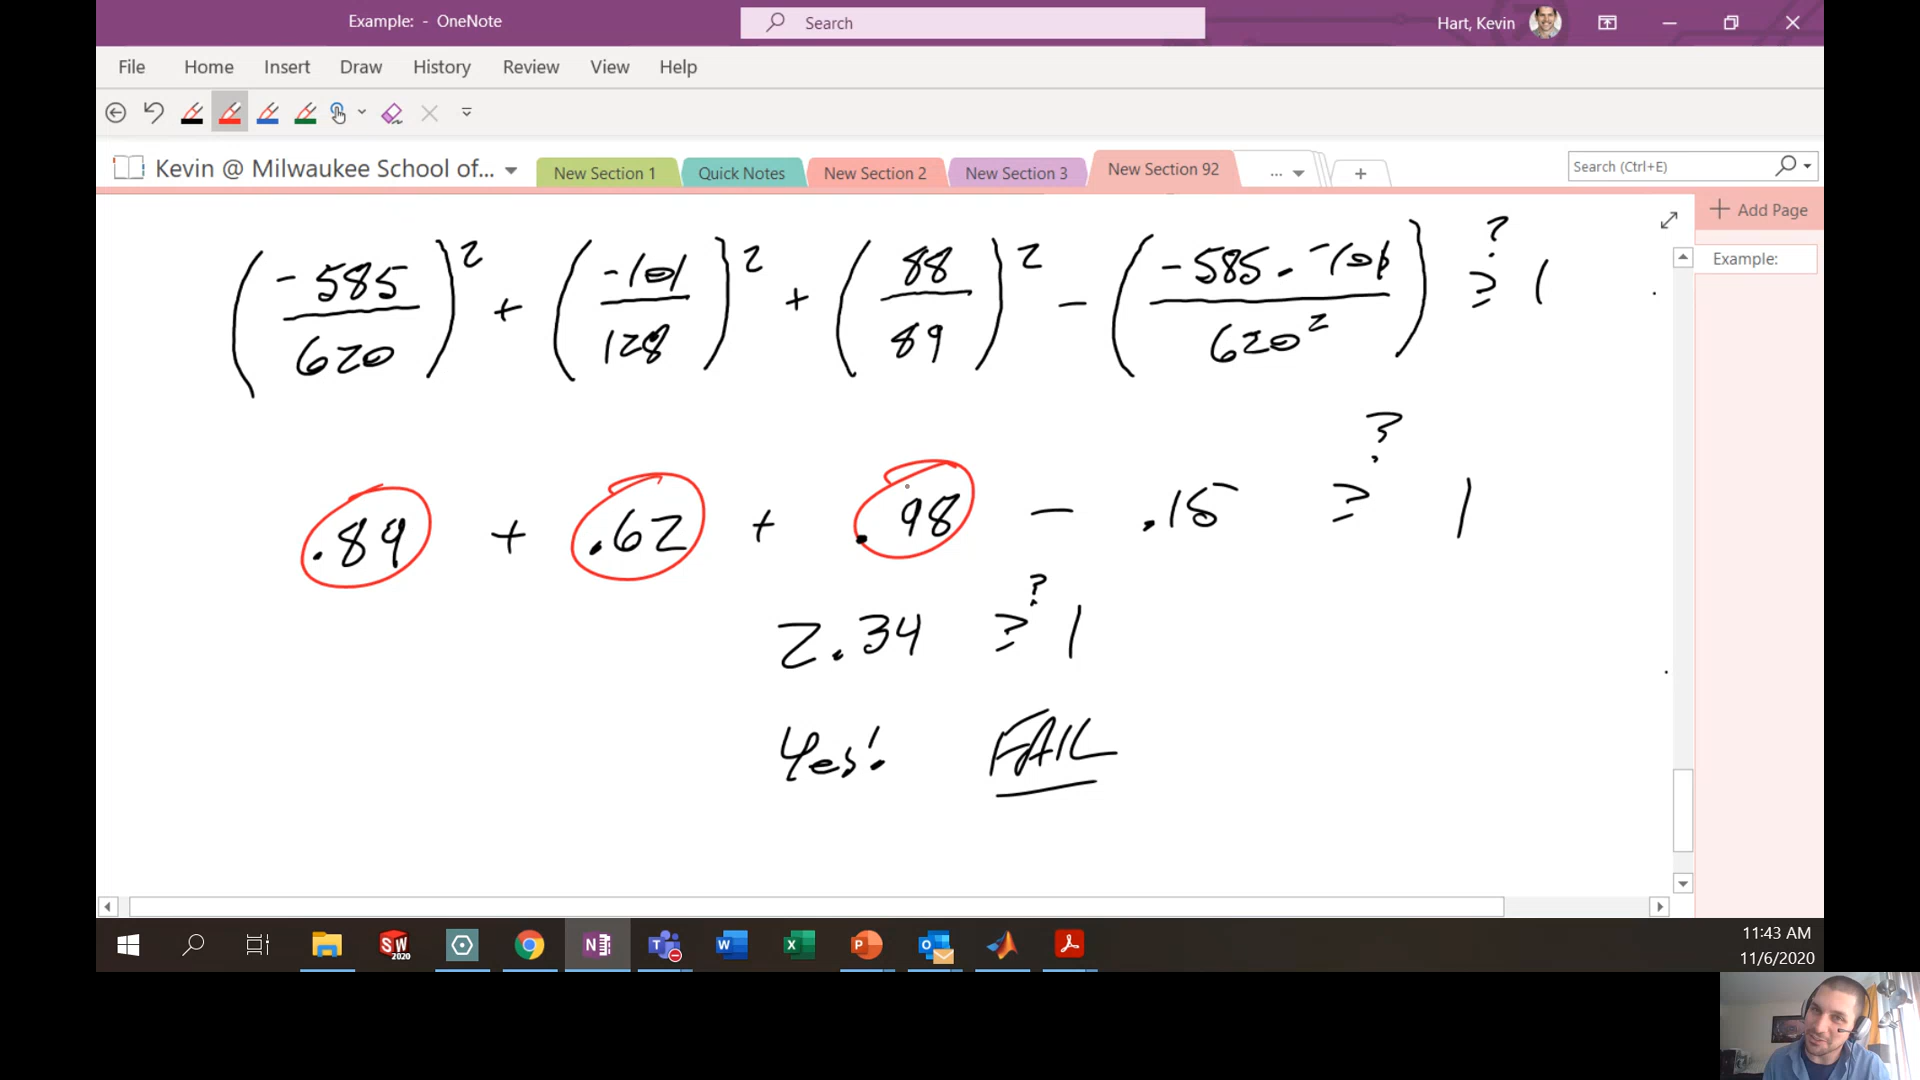 Example: - OneNote
Search
Hart, Kevin
File Home Insert Draw History Review View Help
Kevin @ Milwaukee School of...
New Section 1 Quick Notes New Section 2 New Section 3 New Section 92 ...
Search (Ctrl+E)
Add Page
Example:
(-585/620)² + (-101/128)² + (88/89)² - (-585 · -101/620²) ≥? 1
.89 + .62 + .98 - .15 ≥? 1
2.34 ≥? 1
Yes! FAIL
SW 2020
11:43 AM
11/6/2020